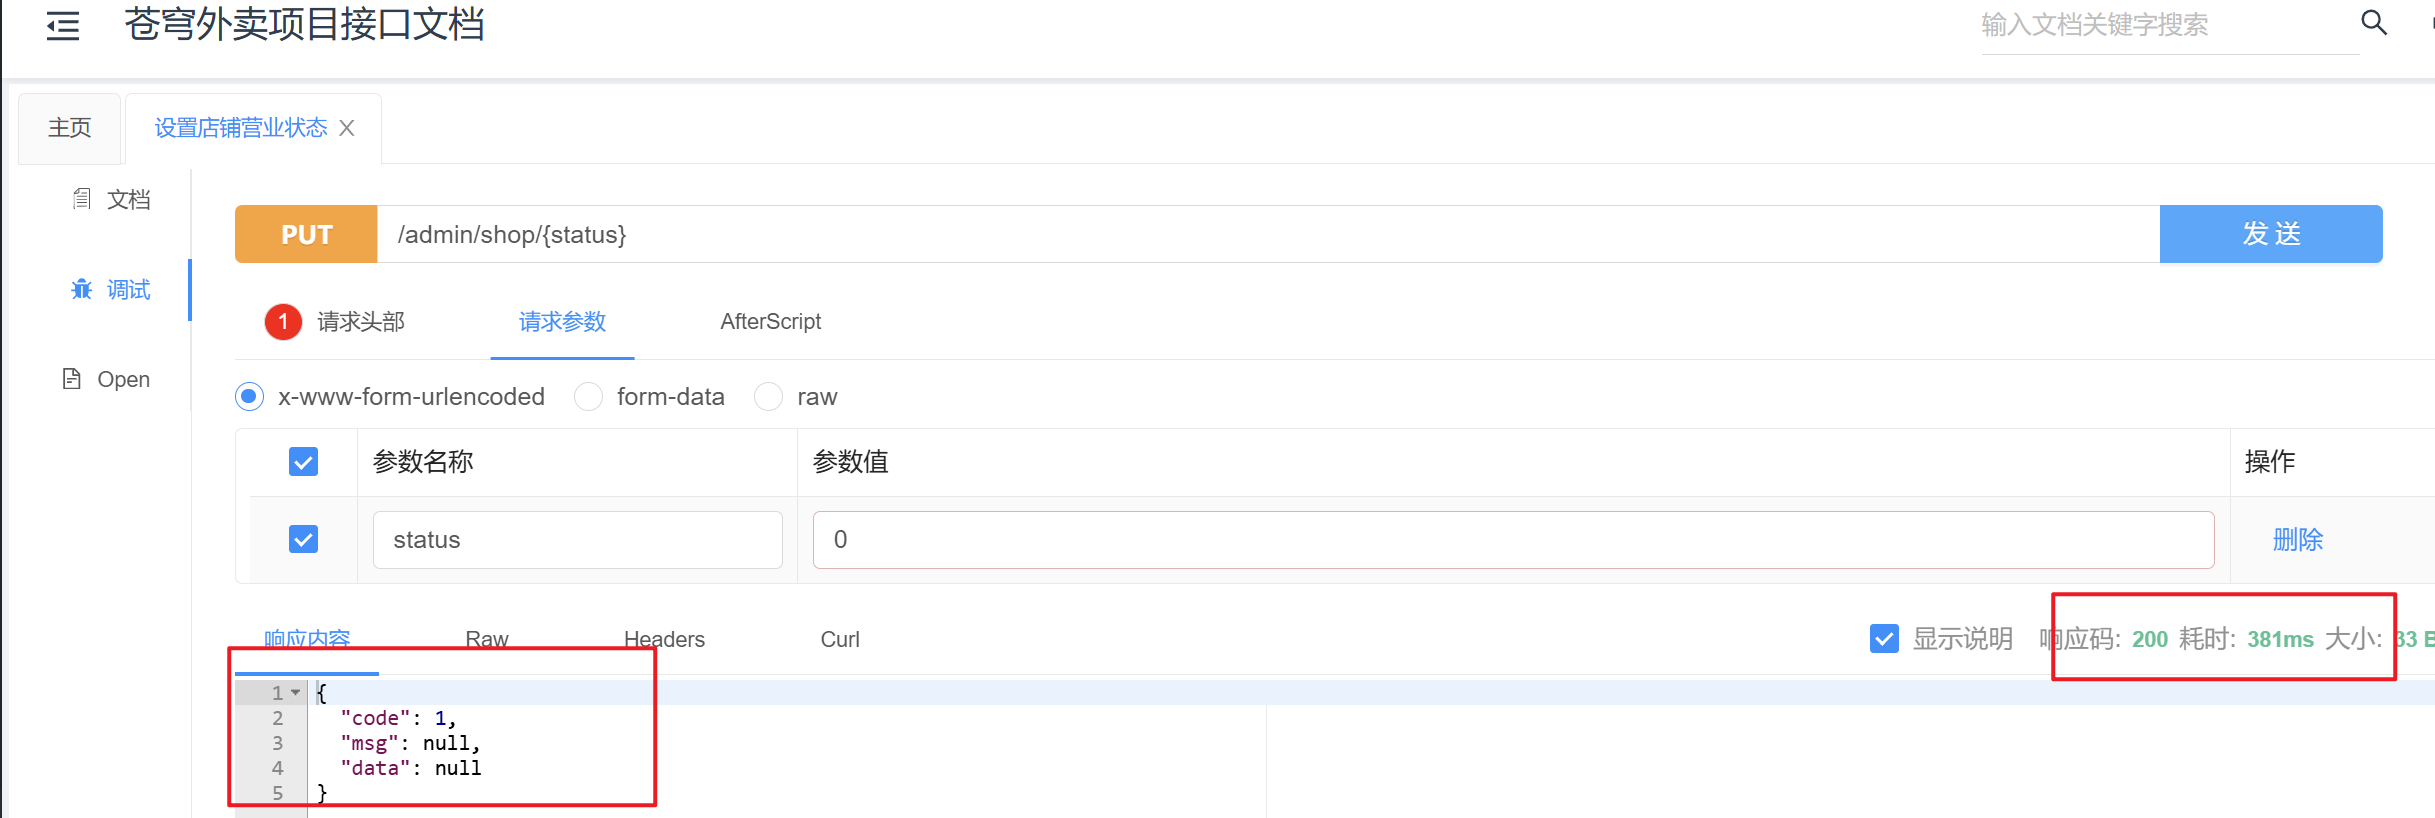 苍穹外卖项目接口文档
输入文档关键字搜索
主页
设置店铺营业状态
文档
调试
Open
PUT /admin/shop/{status} 发 送
1 请求头部 请求参数 AfterScript
x-www-form-urlencoded form-data raw
参数名称 参数值 操作
status 0 删除
响应内容 Raw Headers Curl 显示说明 响应码: 200 耗时: 381ms 大小: 33 B
1 {
2 "code": 1,
3 "msg": null,
4 "data": null
5 }